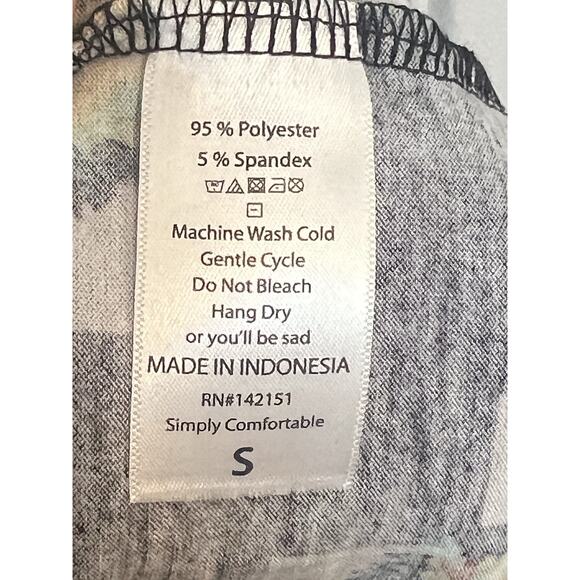 95 % Polyester
5 % Spandex
Machine Wash Cold
Gentle Cycle
Do Not Bleach
Hang Dry
or you'll be sad
MADE IN INDONESIA
RN#142151
Simply Comfortable
S